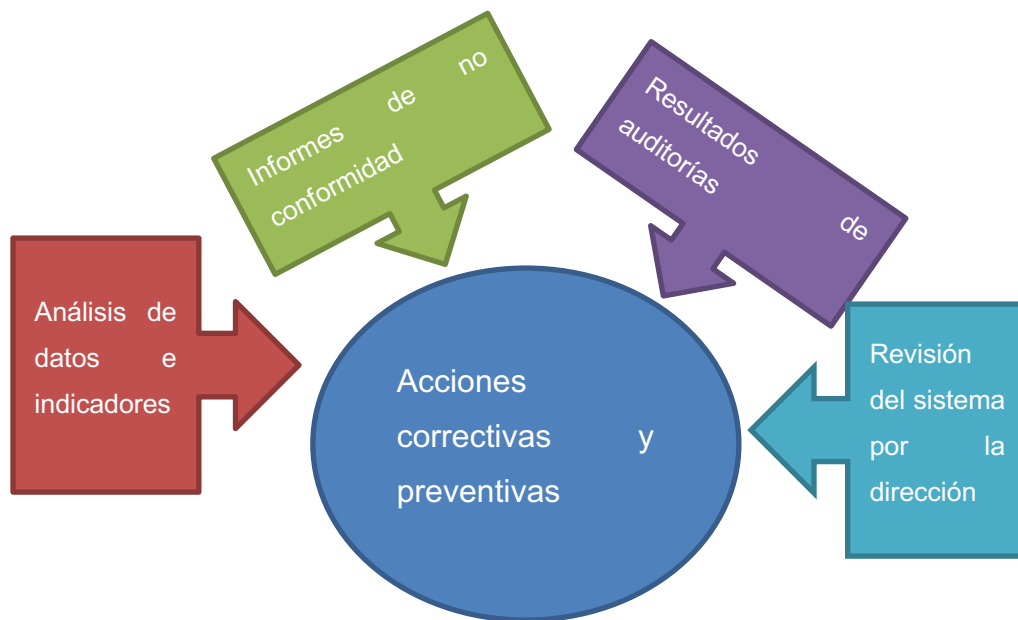 Informes de no
conformidad
Resultados
auditorías de
Análisis de
datos e
indicadores
Acciones
correctivas y
preventivas
Revisión
del sistema
por la
dirección